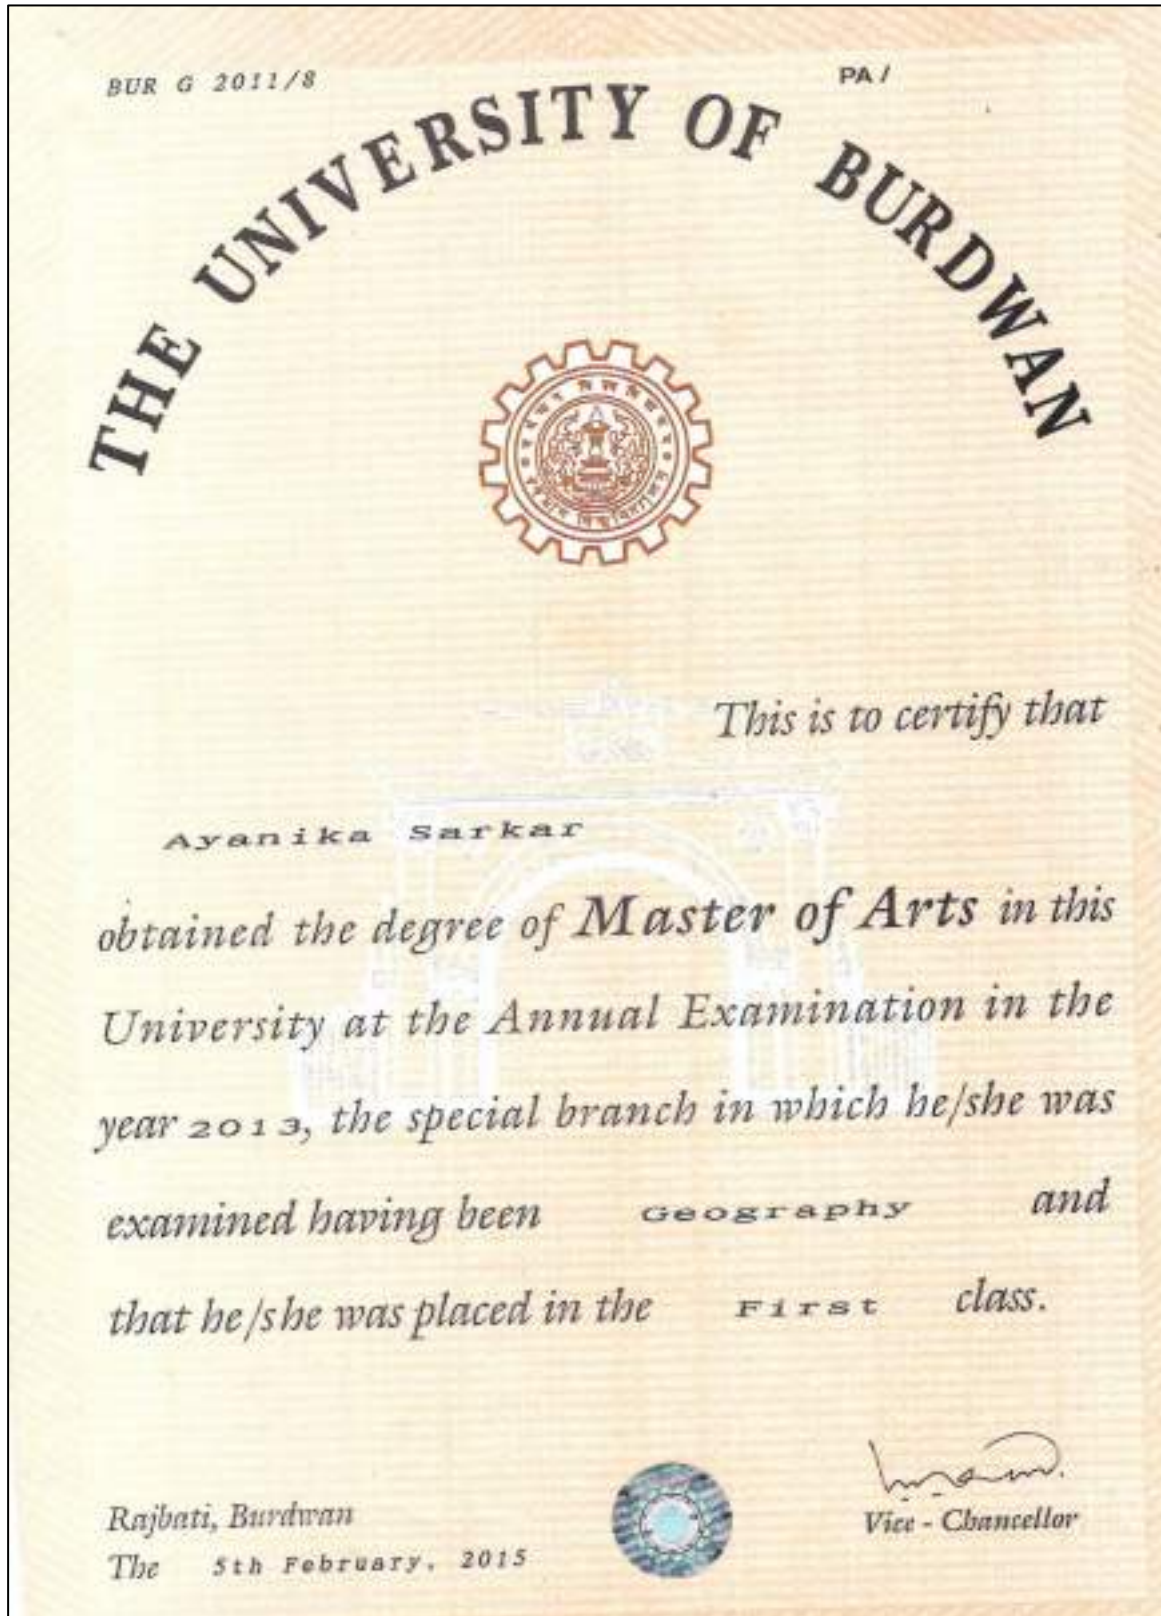 BUR G 2011/8
PA /
THE UNIVERSITY OF BURDWAN
This is to certify that
Ayanika Sarkar
obtained the degree of Master of Arts in this
University at the Annual Examination in the
year 2013, the special branch in which he/she was
examined having been Geography and
that he/she was placed in the First class.
Rajbati, Burdwan
Vice - Chancellor
The 5th February, 2015